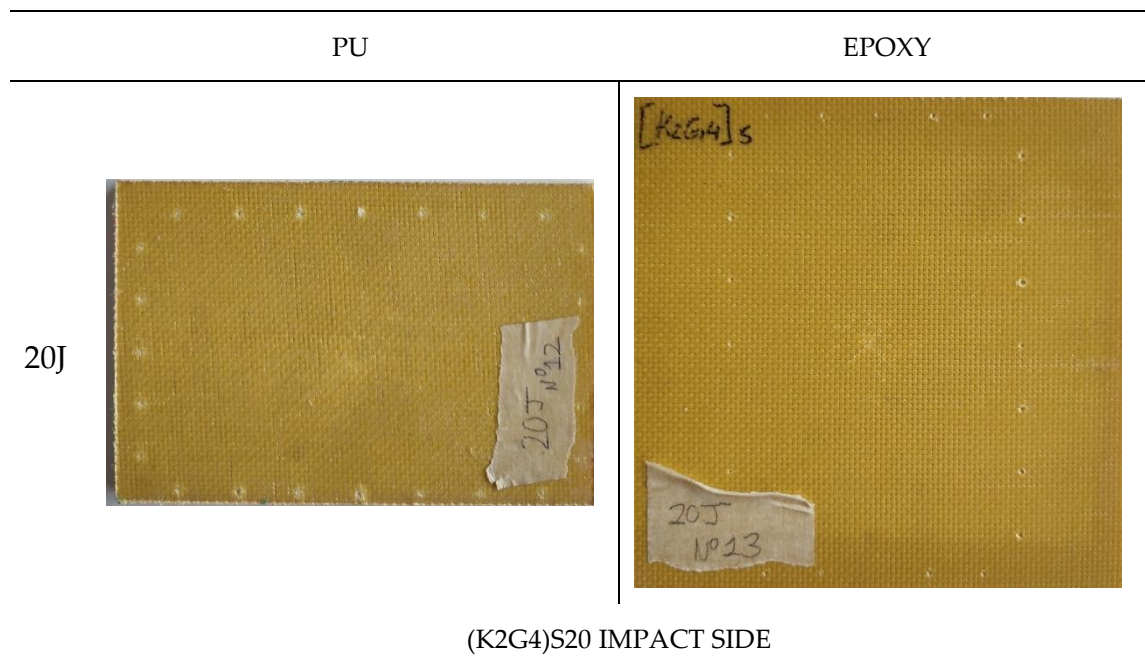 PU
EPOXY
20J
20J Nº12
[K2G4]s
20J
Nº13
(K2G4)S20 IMPACT SIDE